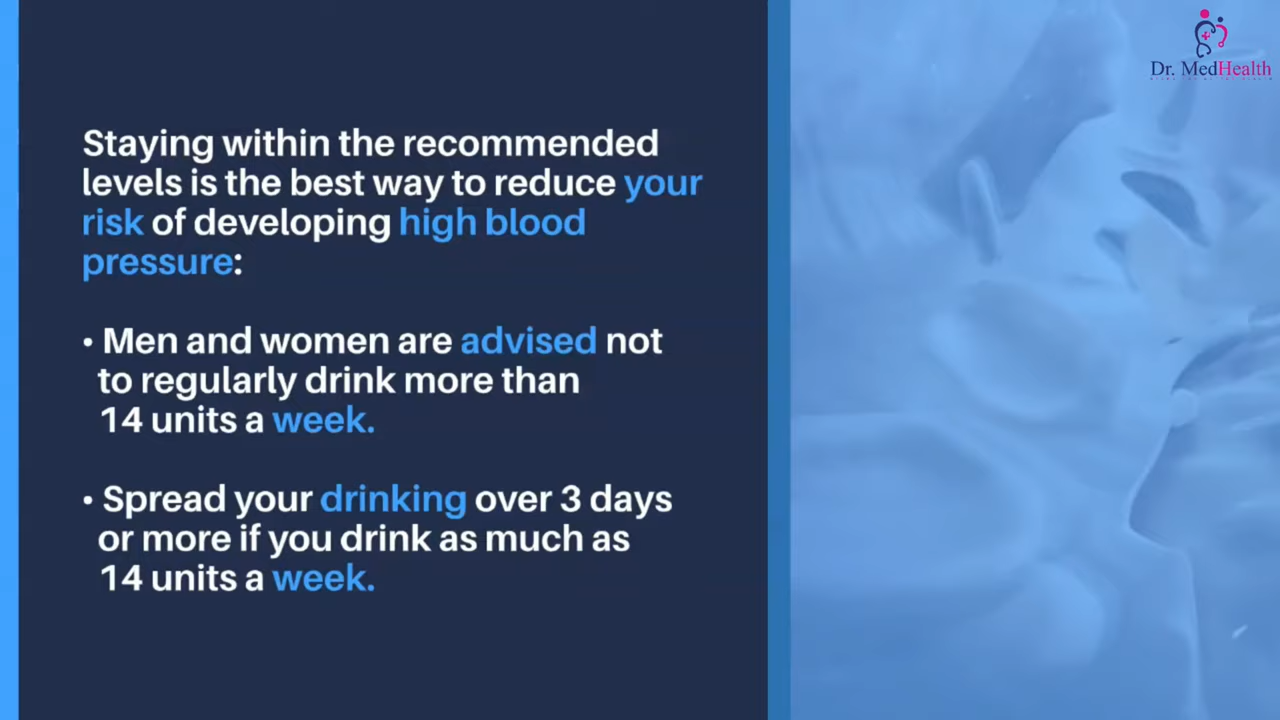 Dr. MedHealth
Staying within the recommended
levels is the best way to reduce your
risk of developing high blood
pressure:
• Men and women are advised not
to regularly drink more than
14 units a week.
• Spread your drinking over 3 days
or more if you drink as much as
14 units a week.